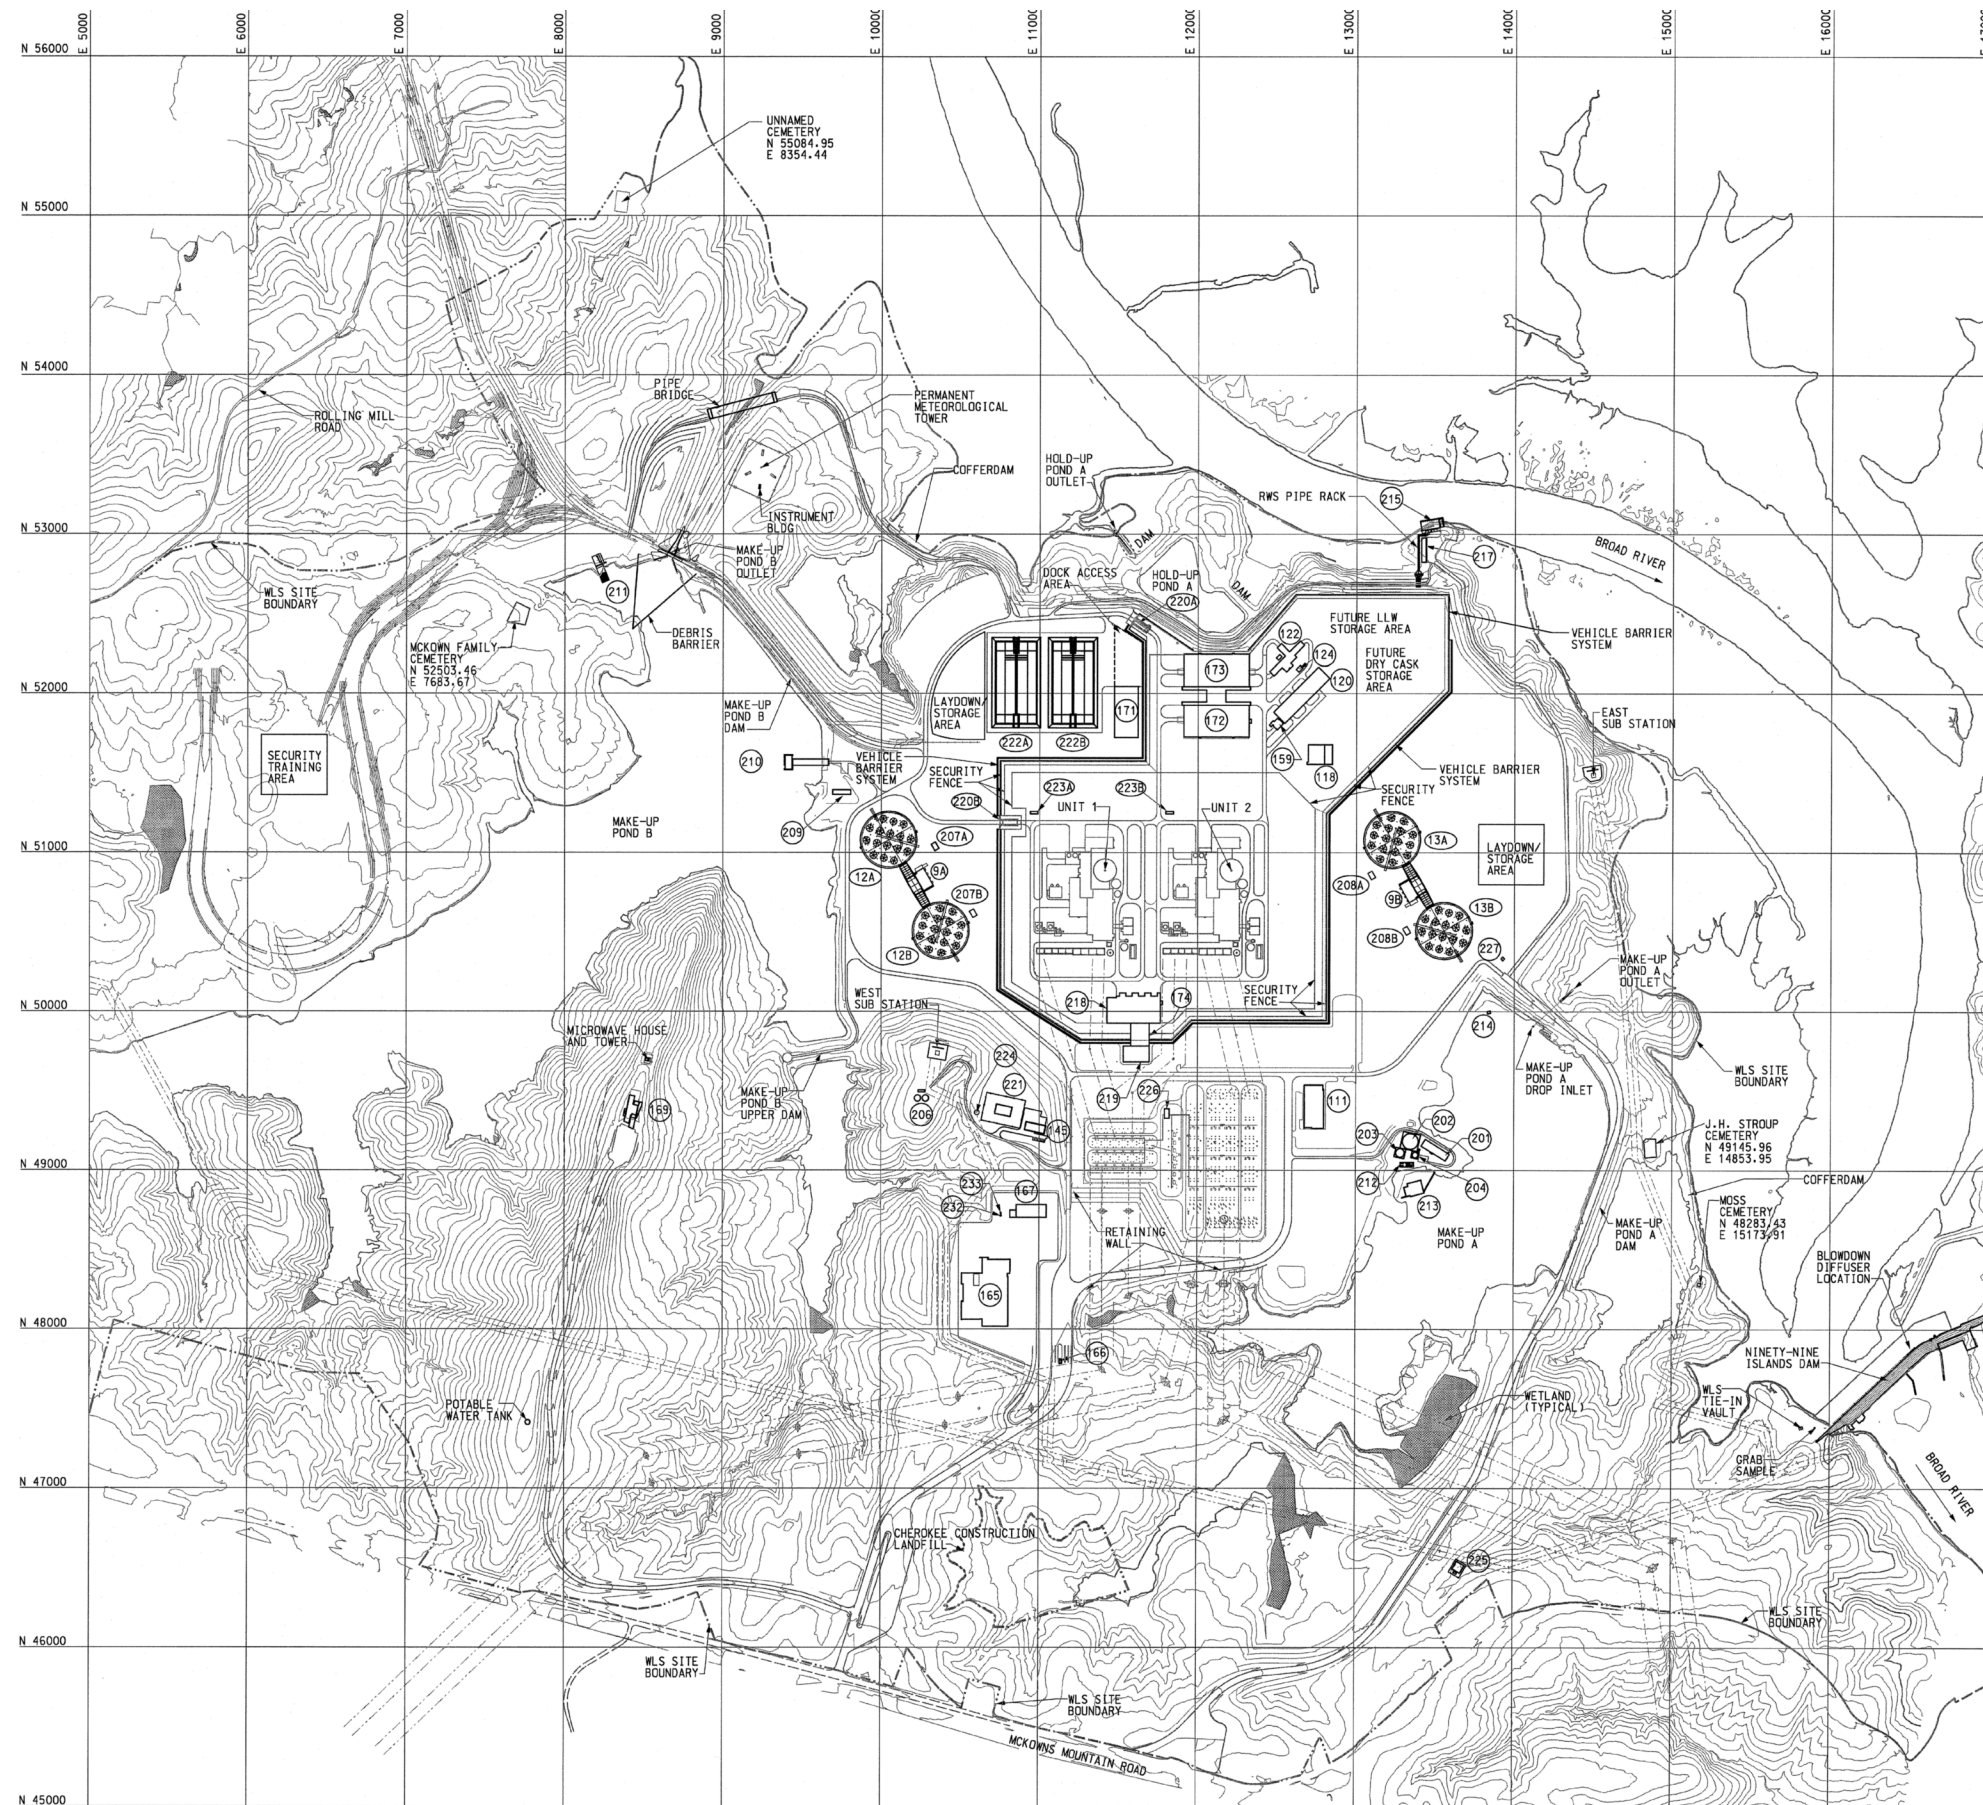 E 5000
E 6000
E 7000
E 8000
E 9000
E 10000
E 11000
E 12000
E 13000
E 14000
E 15000
E 16000
N 56000
UNNAMED
CEMETERY
N 55084.95
E 8354.44
N 55000
N 54000
PIPE
BRIDGE
PERMANENT
METEOROLOGICAL
TOWER
ROLLING MILL
ROAD
COFFERDAM
HOLD-UP
POND A
OUTLET
RWS PIPE RACK
215
INSTRUMENT
BLDG
N 53000
DAM
217
BROAD RIVER
MAKE-UP
POND B
OUTLET
DOCK ACCESS
AREA
HOLD-UP
POND A
DAM
220A
211
WLS SITE
BOUNDARY
DEBRIS
BARRIER
FUTURE LLW
STORAGE AREA
VEHICLE BARRIER
SYSTEM
MCKOWN FAMILY
CEMETERY
N 52503.46
E 7683.67
122
124
120
173
FUTURE
DRY CASK
STORAGE
AREA
N 52000
MAKE-UP
POND B
DAM
LAYDOWN/
STORAGE
AREA
171
172
EAST
SUB STATION
222A
222B
159
118
SECURITY
TRAINING
AREA
210
VEHICLE
BARRIER
SYSTEM
SECURITY
FENCE
VEHICLE BARRIER
SYSTEM
SECURITY
FENCE
223A
223B
220B
UNIT 1
UNIT 2
MAKE-UP
POND B
209
207A
13A
LAYDOWN/
STORAGE
AREA
N 51000
12A
9A
208A
9B
207B
13B
12B
208B
227
MAKE-UP
POND A
OUTLET
WEST
SUB STATION
218
174
SECURITY
FENCE
N 50000
214
MICROWAVE HOUSE
AND TOWER
224
221
MAKE-UP
POND B
UPPER DAM
206
219
226
MAKE-UP
POND A
DROP INLET
WLS SITE
BOUNDARY
169
145
111
202
203
201
J.H. STROUP
CEMETERY
N 49145.96
E 14853.95
N 49000
233
167
212
204
213
232
COFFERDAM
RETAINING
WALL
MAKE-UP
POND A
MAKE-UP
POND A
DAM
MOSS
CEMETERY
N 48283.43
E 15173.91
BLOWDOWN
DIFFUSER
LOCATION
165
N 48000
166
NINETY-NINE
ISLANDS DAM
POTABLE
WATER TANK
WETLAND
(TYPICAL)
WLS
TIE-IN
VAULT
GRAB
SAMPLE
N 47000
BROAD RIVER
CHEROKEE CONSTRUCTION
LANDFILL
225
N 46000
WLS SITE
BOUNDARY
WLS SITE
BOUNDARY
WLS SITE
BOUNDARY
MCKOWNS MOUNTAIN ROAD
N 45000